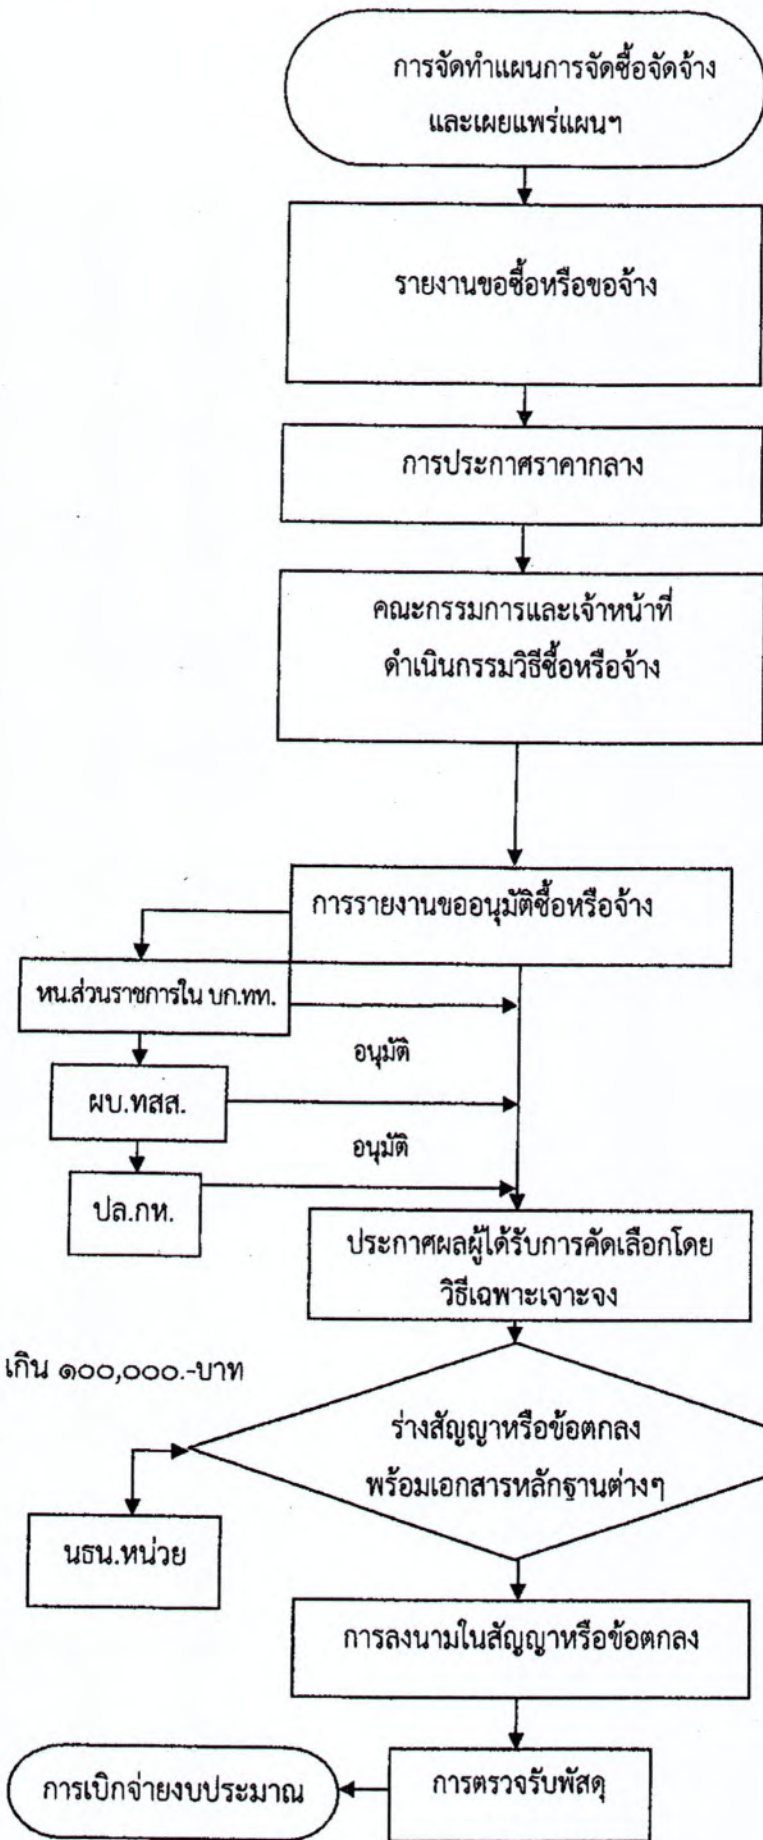 การจัดทำแผนการจัดซื้อจัดจ้าง
และเผยแพร่แผนฯ
รายงานขอซื้อหรือขอจ้าง
การประกาศราคากลาง
คณะกรรมการและเจ้าหน้าที่
ดำเนินกรรมวิธีซื้อหรือจ้าง
การรายงานขออนุมัติซื้อหรือจ้าง
หน.ส่วนราชการใน บก.ทท.
อนุมัติ
ผบ.ทสส.
อนุมัติ
ปล.กห.
ประกาศผลผู้ได้รับการคัดเลือกโดย
วิธีเฉพาะเจาะจง
เกิน ๑๐๐,๐๐๐.-บาท
ร่างสัญญาหรือข้อตกลง
พร้อมเอกสารหลักฐานต่างๆ
นธน.หน่วย
การลงนามในสัญญาหรือข้อตกลง
การตรวจรับพัสดุ
การเบิกจ่ายงบประมาณ